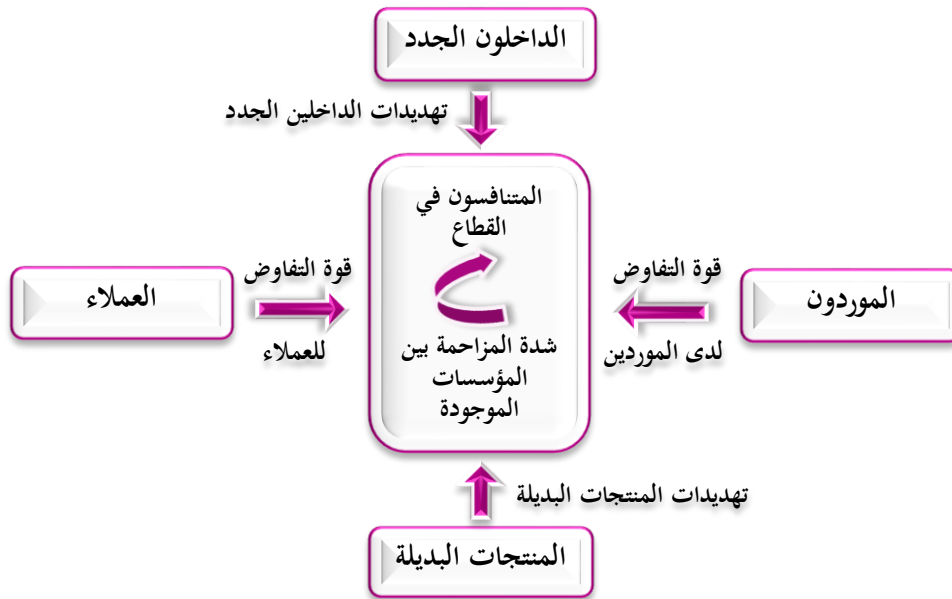 الداخلون الجدد
تهديدات الداخلين الجدد
المتنافسون في
القطاع
شدة المزاحمة بين
المؤسسات
الموجودة
الموردون
قوة التفاوض
لدى الموردين
قوة التفاوض
للعملاء
العملاء
تهديدات المنتجات البديلة
المنتجات البديلة